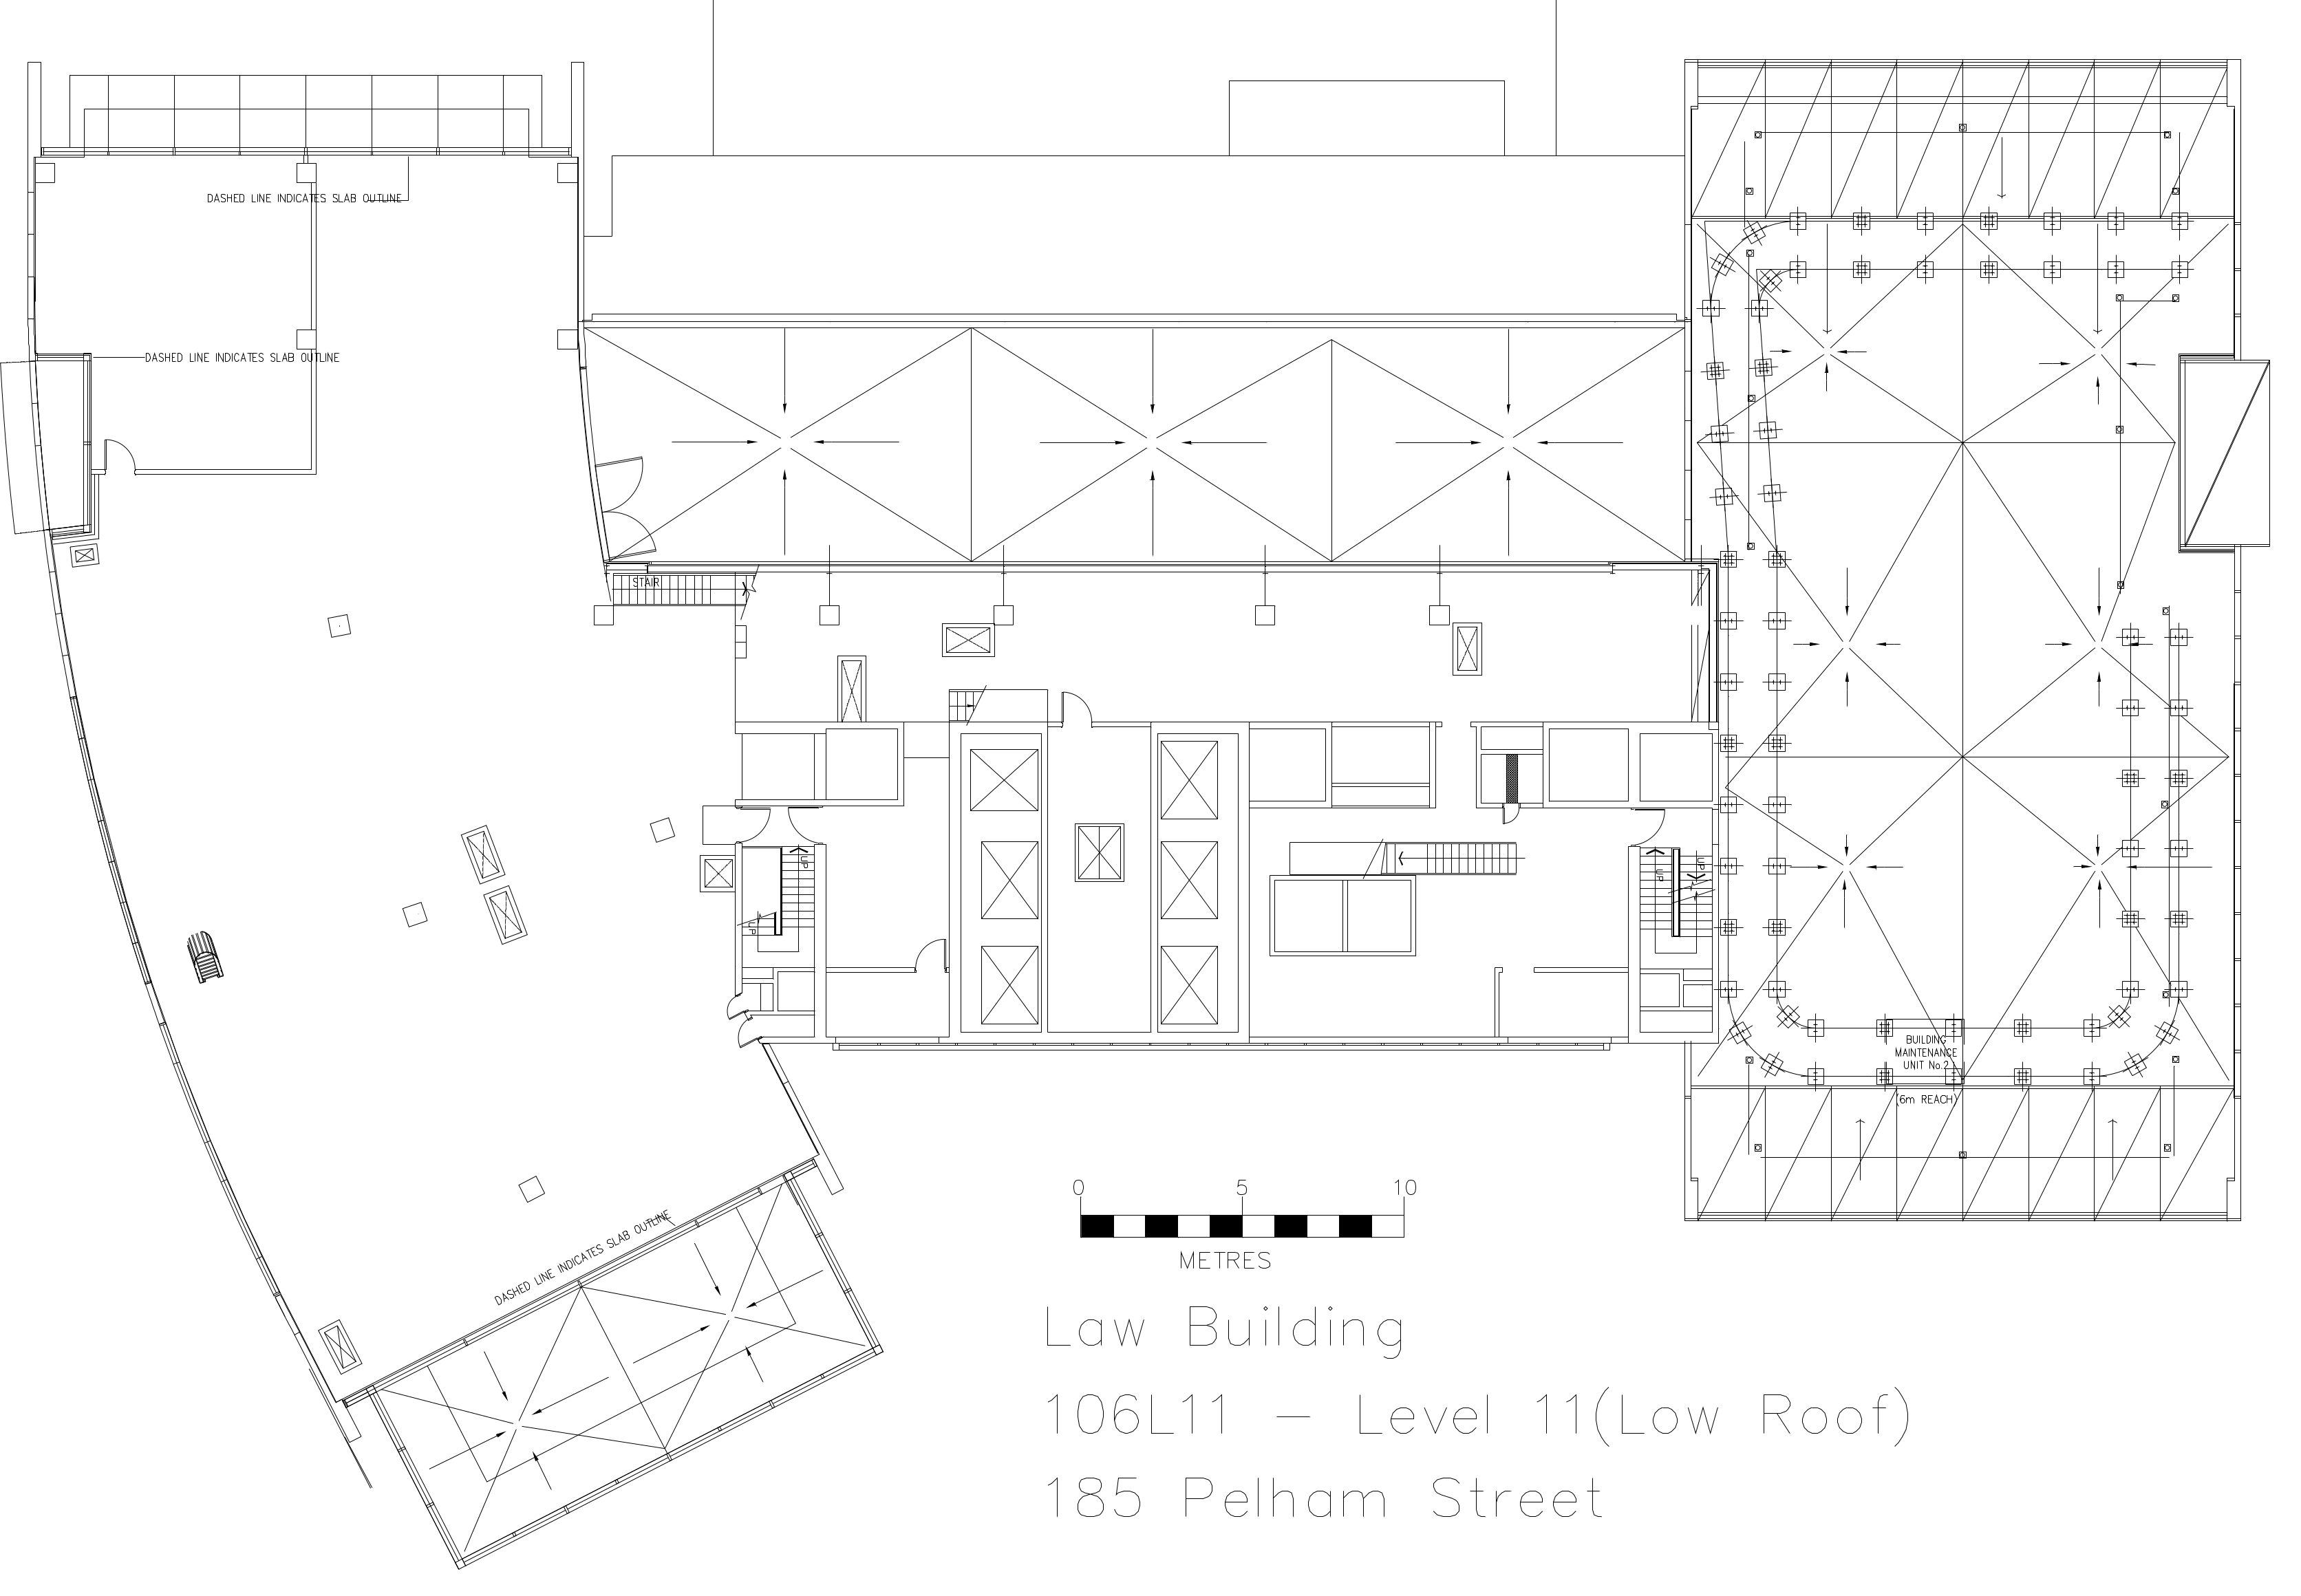 DASHED LINE INDICATES SLAB OUTLINE
DASHED LINE INDICATES SLAB OUTLINE
STAIR
UP
UP
UP
UP
BUILDING
MAINTENANCE
UNIT No.2
(6m REACH)
DASHED LINE INDICATES SLAB OUTLINE
0 5 10
METRES
Law Building
106L11 – Level 11(Low Roof)
185 Pelham Street